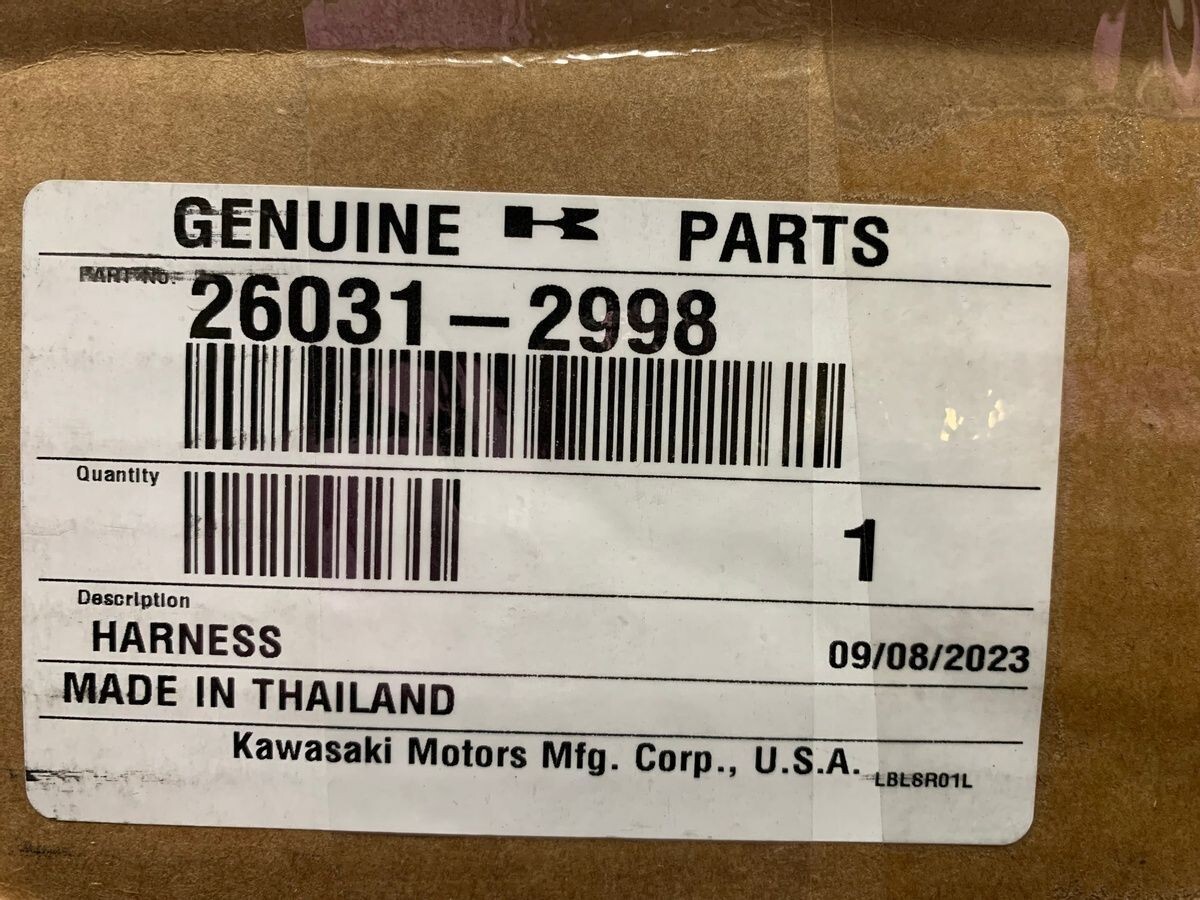 GENUINE K PARTS
PART NO.
26031-2998
Quantity
1
Description
HARNESS
09/08/2023
MADE IN THAILAND
Kawasaki Motors Mfg. Corp., U.S.A.
LBLSR01L